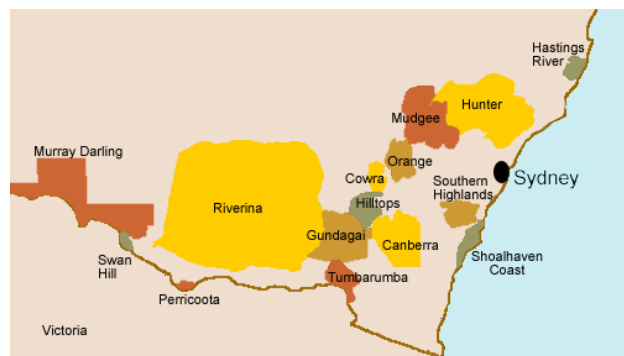 Hastings
River
Hunter
Mudgee
Murray Darling
Orange
Cowra
Sydney
Southern
Highlands
Hilltops
Riverina
Gundagai
Canberra
Swan
Hill
Shoalhaven
Coast
Tumbarumba
Perricoota
Victoria